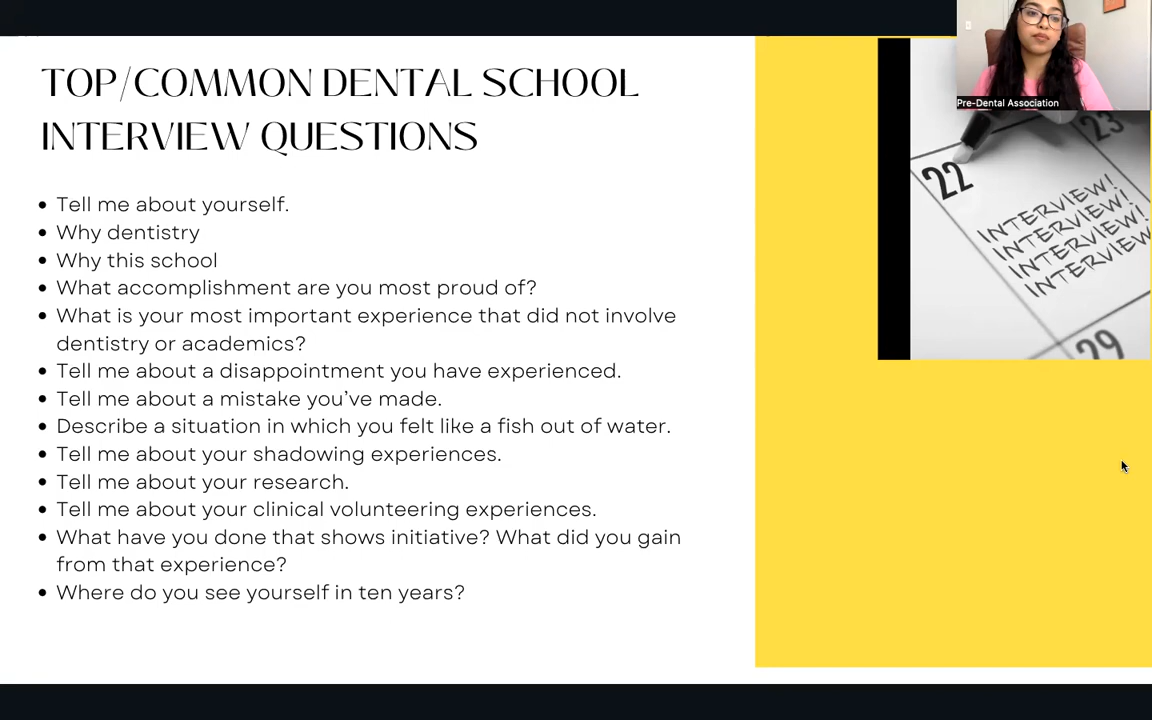 TOP/COMMON DENTAL SCHOOL
INTERVIEW QUESTIONS
• Tell me about yourself.
• Why dentistry
• Why this school
• What accomplishment are you most proud of?
• What is your most important experience that did not involve
dentistry or academics?
• Tell me about a disappointment you have experienced.
• Tell me about a mistake you’ve made.
• Describe a situation in which you felt like a fish out of water.
• Tell me about your shadowing experiences.
• Tell me about your research.
• Tell me about your clinical volunteering experiences.
• What have you done that shows initiative? What did you gain
from that experience?
• Where do you see yourself in ten years?
Pre-Dental Association
23
22
INTERVIEW!
INTERVIEW!
INTERVIEW!
INTERVIEW
29